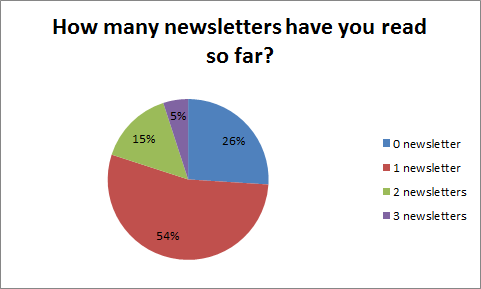 How many newsletters have you read
so far?
5%
15%
26%
54%
0 newsletter
1 newsletter
2 newsletters
3 newsletters